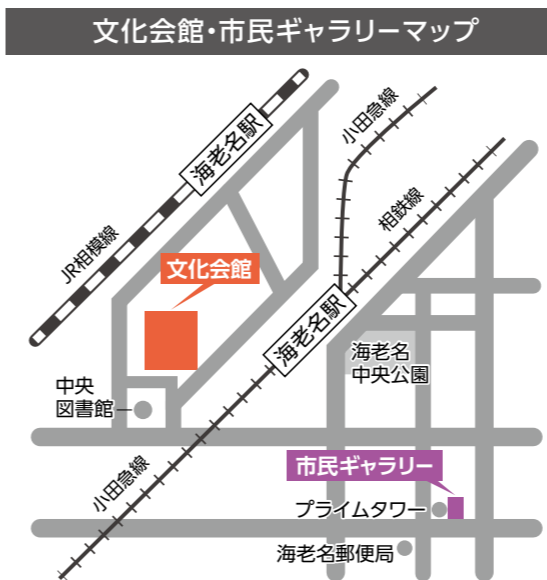 文化会館・市民ギャラリーマップ
小田急線
海老名駅
相鉄線
JR相模線
文化会館
海老名駅
海老名
中央公園
中央
図書館
市民ギャラリー
小田急線
プライムタワー
海老名郵便局